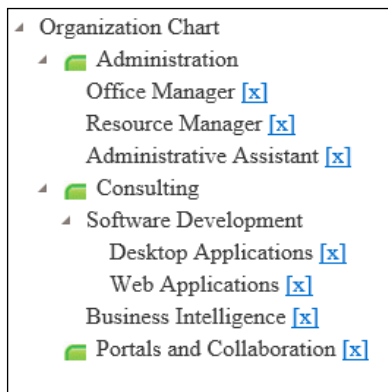 Organization Chart
Administration
Office Manager [x]
Resource Manager [x]
Administrative Assistant [x]
Consulting
Software Development
Desktop Applications [x]
Web Applications [x]
Business Intelligence [x]
Portals and Collaboration [x]